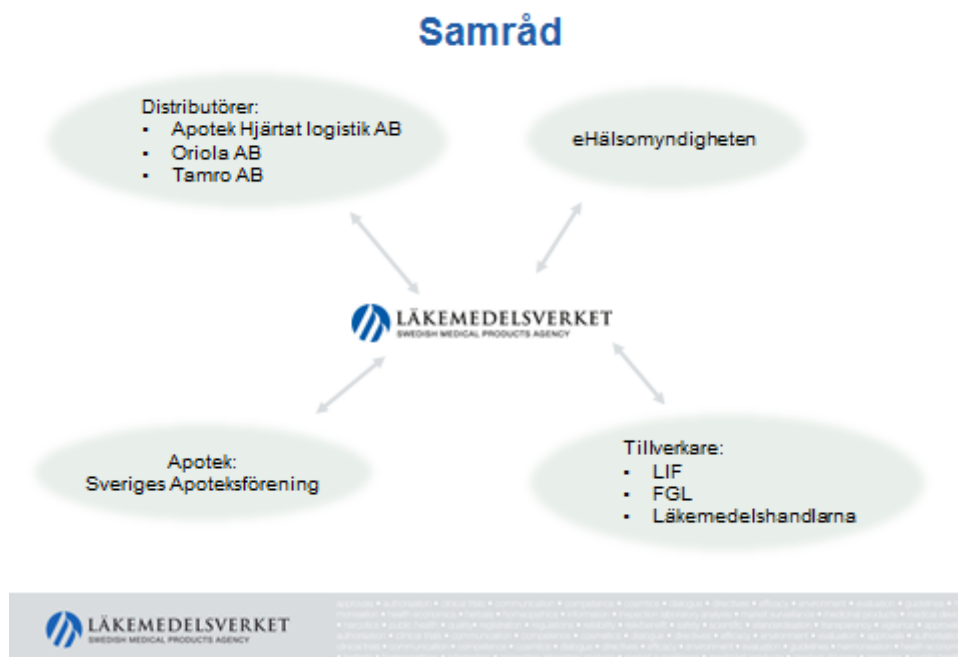 Samråd
Distributörer:
▪ Apotek Hjärtat logistik AB
▪ Oriola AB
▪ Tamro AB
eHälsomyndigheten
LÄKEMEDELSVERKET
SWEDISH MEDICAL PRODUCTS AGENCY
Apotek:
Sveriges Apoteksförening
Tillverkare:
▪ LIF
▪ FGL
▪ Läkemedelshandlarna
LÄKEMEDELSVERKET
SWEDISH MEDICAL PRODUCTS AGENCY